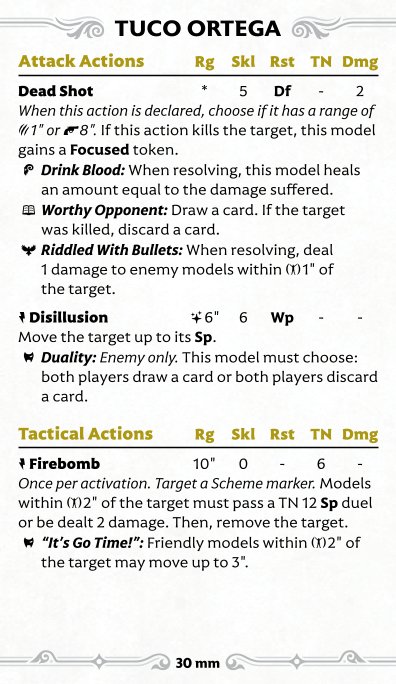 TUCO ORTEGA
Attack Actions Rg Skl Rst TN Dmg
Dead Shot * 5 Df - 2
When this action is declared, choose if it has a range of
1" or 8". If this action kills the target, this model
gains a Focused token.
Drink Blood: When resolving, this model heals
an amount equal to the damage suffered.
Worthy Opponent: Draw a card. If the target
was killed, discard a card.
Riddled With Bullets: When resolving, deal
1 damage to enemy models within 1" of
the target.
Disillusion 6" 6 Wp - -
Move the target up to its Sp.
Duality: Enemy only. This model must choose:
both players draw a card or both players discard
a card.
Tactical Actions Rg Skl Rst TN Dmg
Firebomb 10" 0 - 6 -
Once per activation. Target a Scheme marker. Models
within 2" of the target must pass a TN 12 Sp duel
or be dealt 2 damage. Then, remove the target.
"It's Go Time!": Friendly models within 2" of
the target may move up to 3".
30 mm